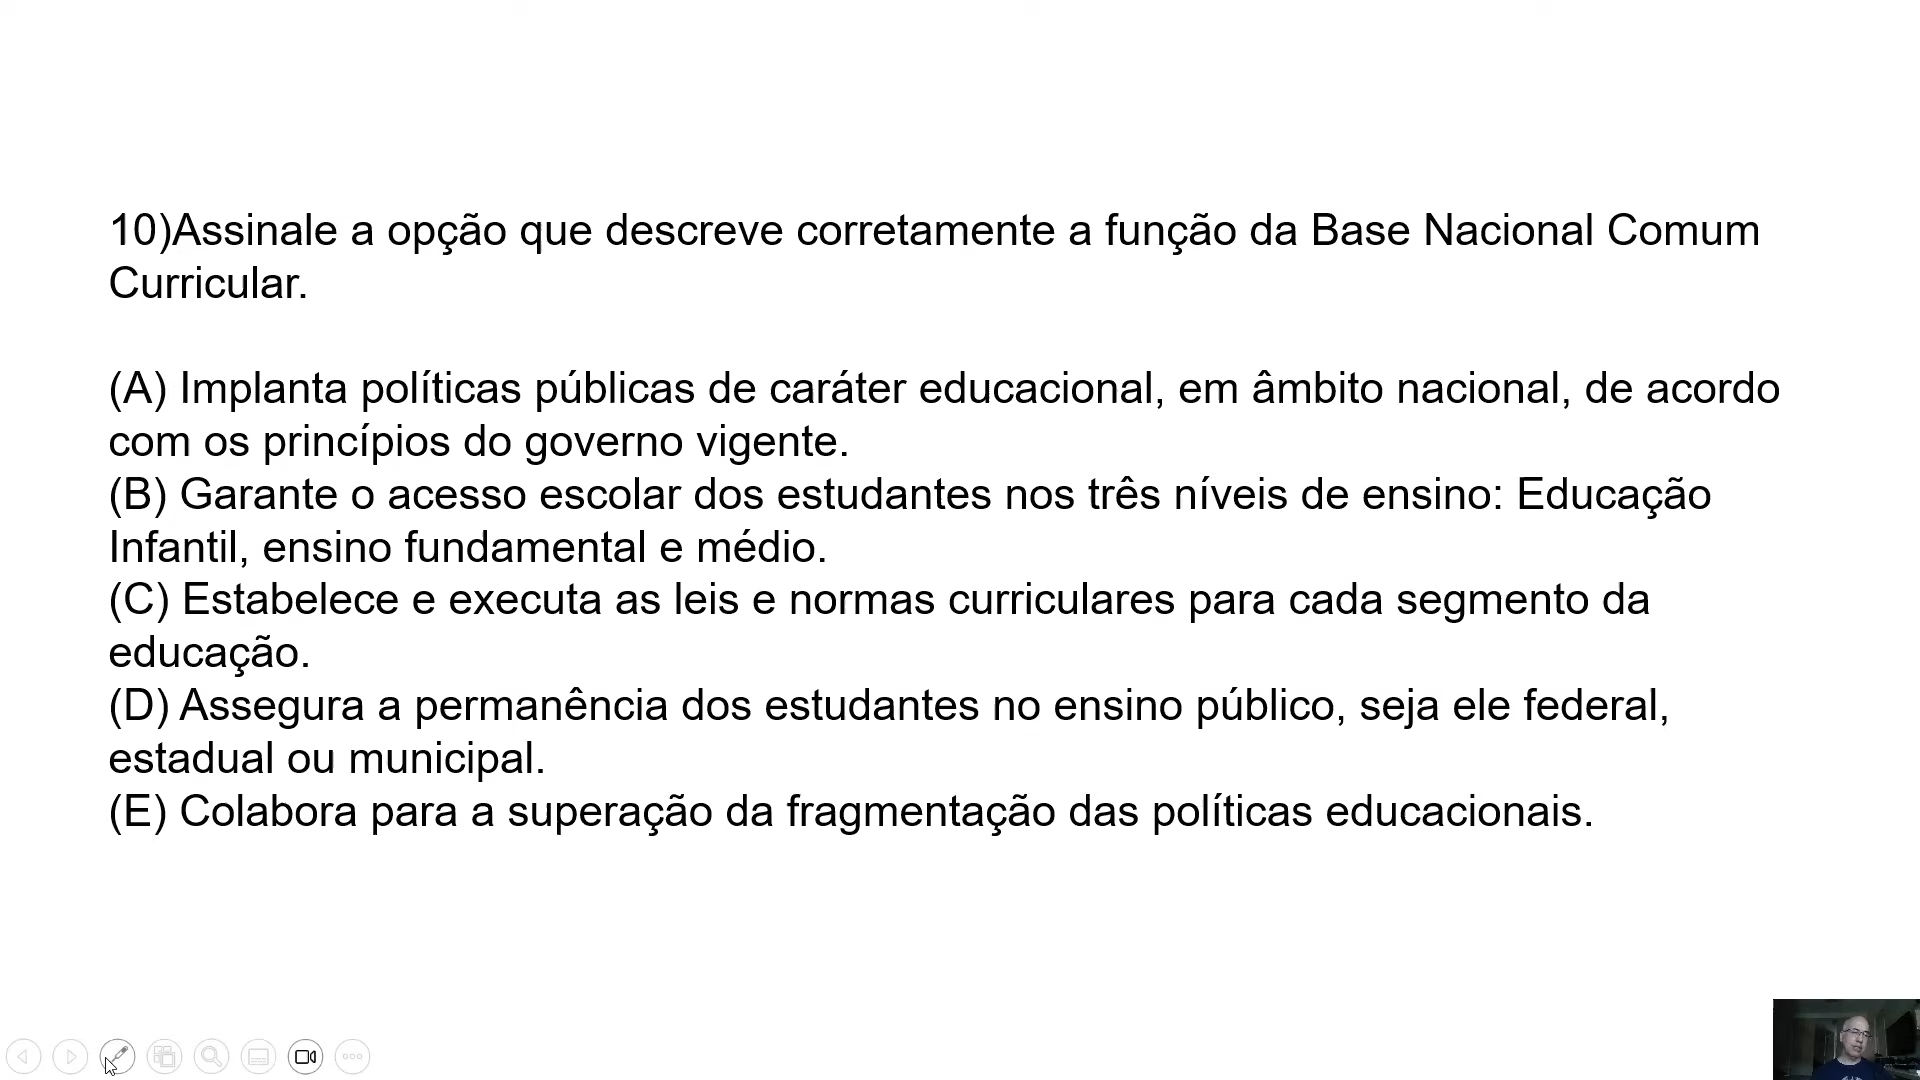 10)Assinale a opção que descreve corretamente a função da Base Nacional Comum
Curricular.
(A) Implanta políticas públicas de caráter educacional, em âmbito nacional, de acordo
com os princípios do governo vigente.
(B) Garante o acesso escolar dos estudantes nos três níveis de ensino: Educação
Infantil, ensino fundamental e médio.
(C) Estabelece e executa as leis e normas curriculares para cada segmento da
educação.
(D) Assegura a permanência dos estudantes no ensino público, seja ele federal,
estadual ou municipal.
(E) Colabora para a superação da fragmentação das políticas educacionais.